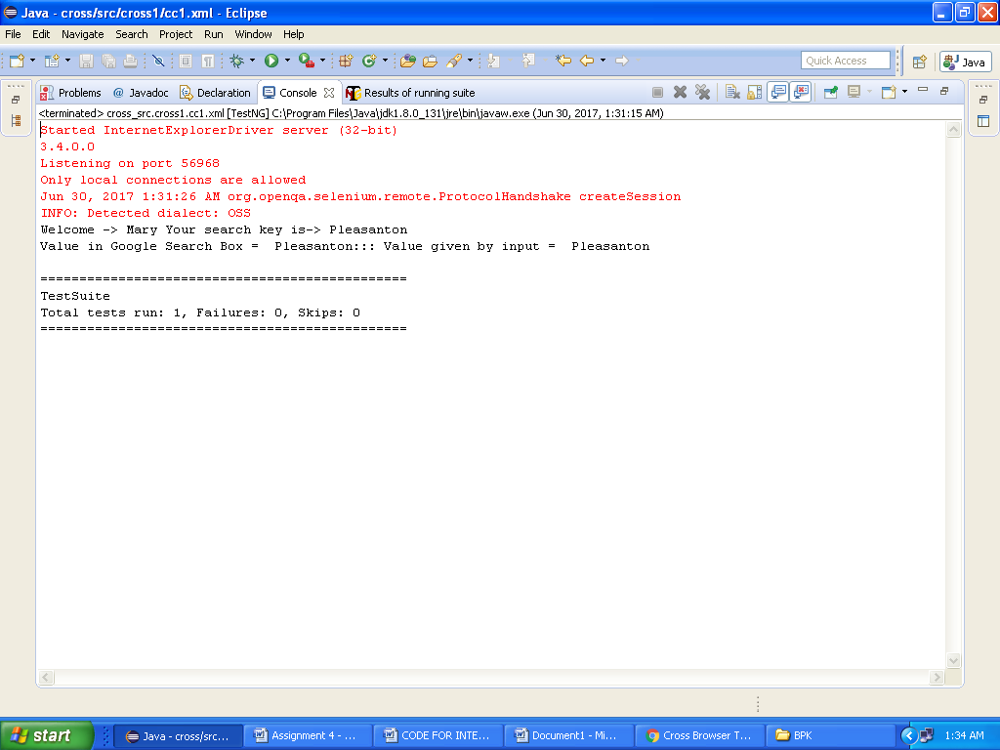 Java - cross/src/cross1/cc1.xml - Eclipse
File Edit Navigate Search Project Run Window Help
Quick Access
Java
Problems @ Javadoc Declaration Console Results of running suite
<terminated> cross_src.cross1.cc1.xml [TestNG] C:\Program Files\Java\jdk1.8.0_131\jre\bin\javaw.exe (Jun 30, 2017, 1:31:15 AM)
Started InternetExplorerDriver server (32-bit)
3.4.0.0
Listening on port 56968
Only local connections are allowed
Jun 30, 2017 1:31:26 AM org.openqa.selenium.remote.ProtocolHandshake createSession
INFO: Detected dialect: OSS
Welcome -> Mary Your search key is-> Pleasanton
Value in Google Search Box =  Pleasanton::: Value given by input =  Pleasanton
===============================================
TestSuite
Total tests run: 1, Failures: 0, Skips: 0
===============================================
start Java - cross/src... Assignment 4 - ... CODE FOR INTE... Document1 - Mi... Cross Browser T... BPK 1:34 AM